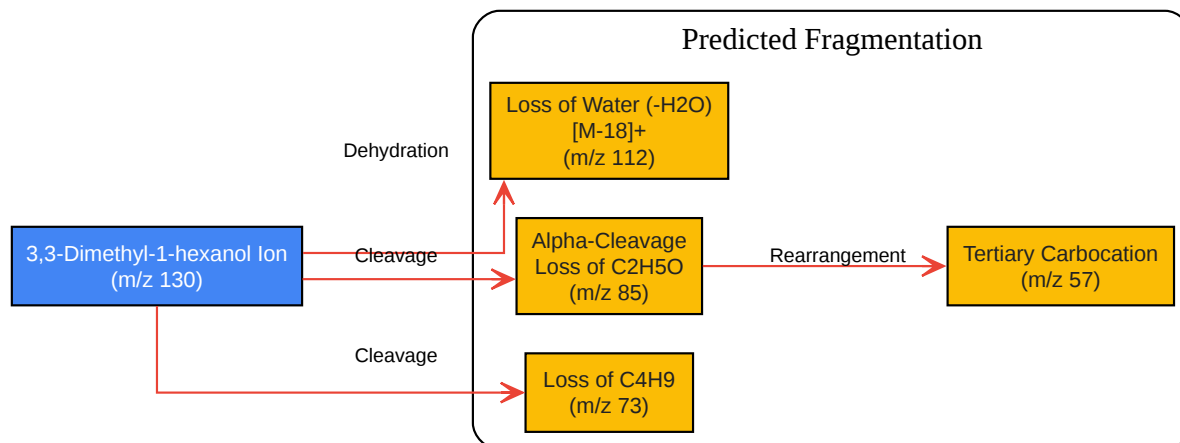 Predicted Fragmentation
Loss of Water (-H2O)
[M-18]+
(m/z 112)
Dehydration
3,3-Dimethyl-1-hexanol Ion
(m/z 130)
Cleavage
Alpha-Cleavage
Loss of C2H5O
(m/z 85)
Rearrangement
Tertiary Carbocation
(m/z 57)
Cleavage
Loss of C4H9
(m/z 73)